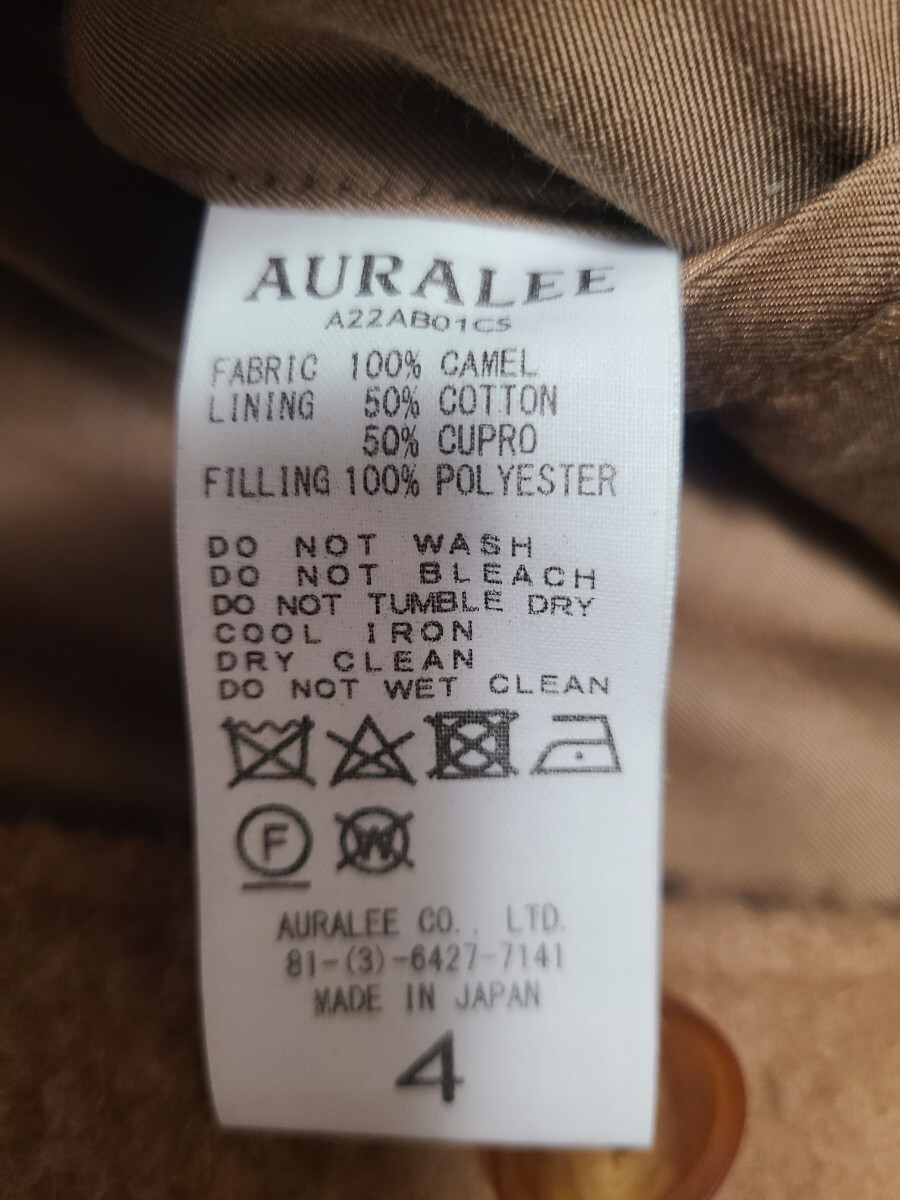 AURALEE
A22AB01CS
FABRIC 100% CAMEL
LINING 50% COTTON
50% CUPRO
FILLING 100% POLYESTER
DO NOT WASH
DO NOT BLEACH
DO NOT TUMBLE DRY
COOL IRON
DRY CLEAN
DO NOT WET CLEAN
F W
AURALEE CO., LTD.
81-(3)-6427-7141
MADE IN JAPAN
4